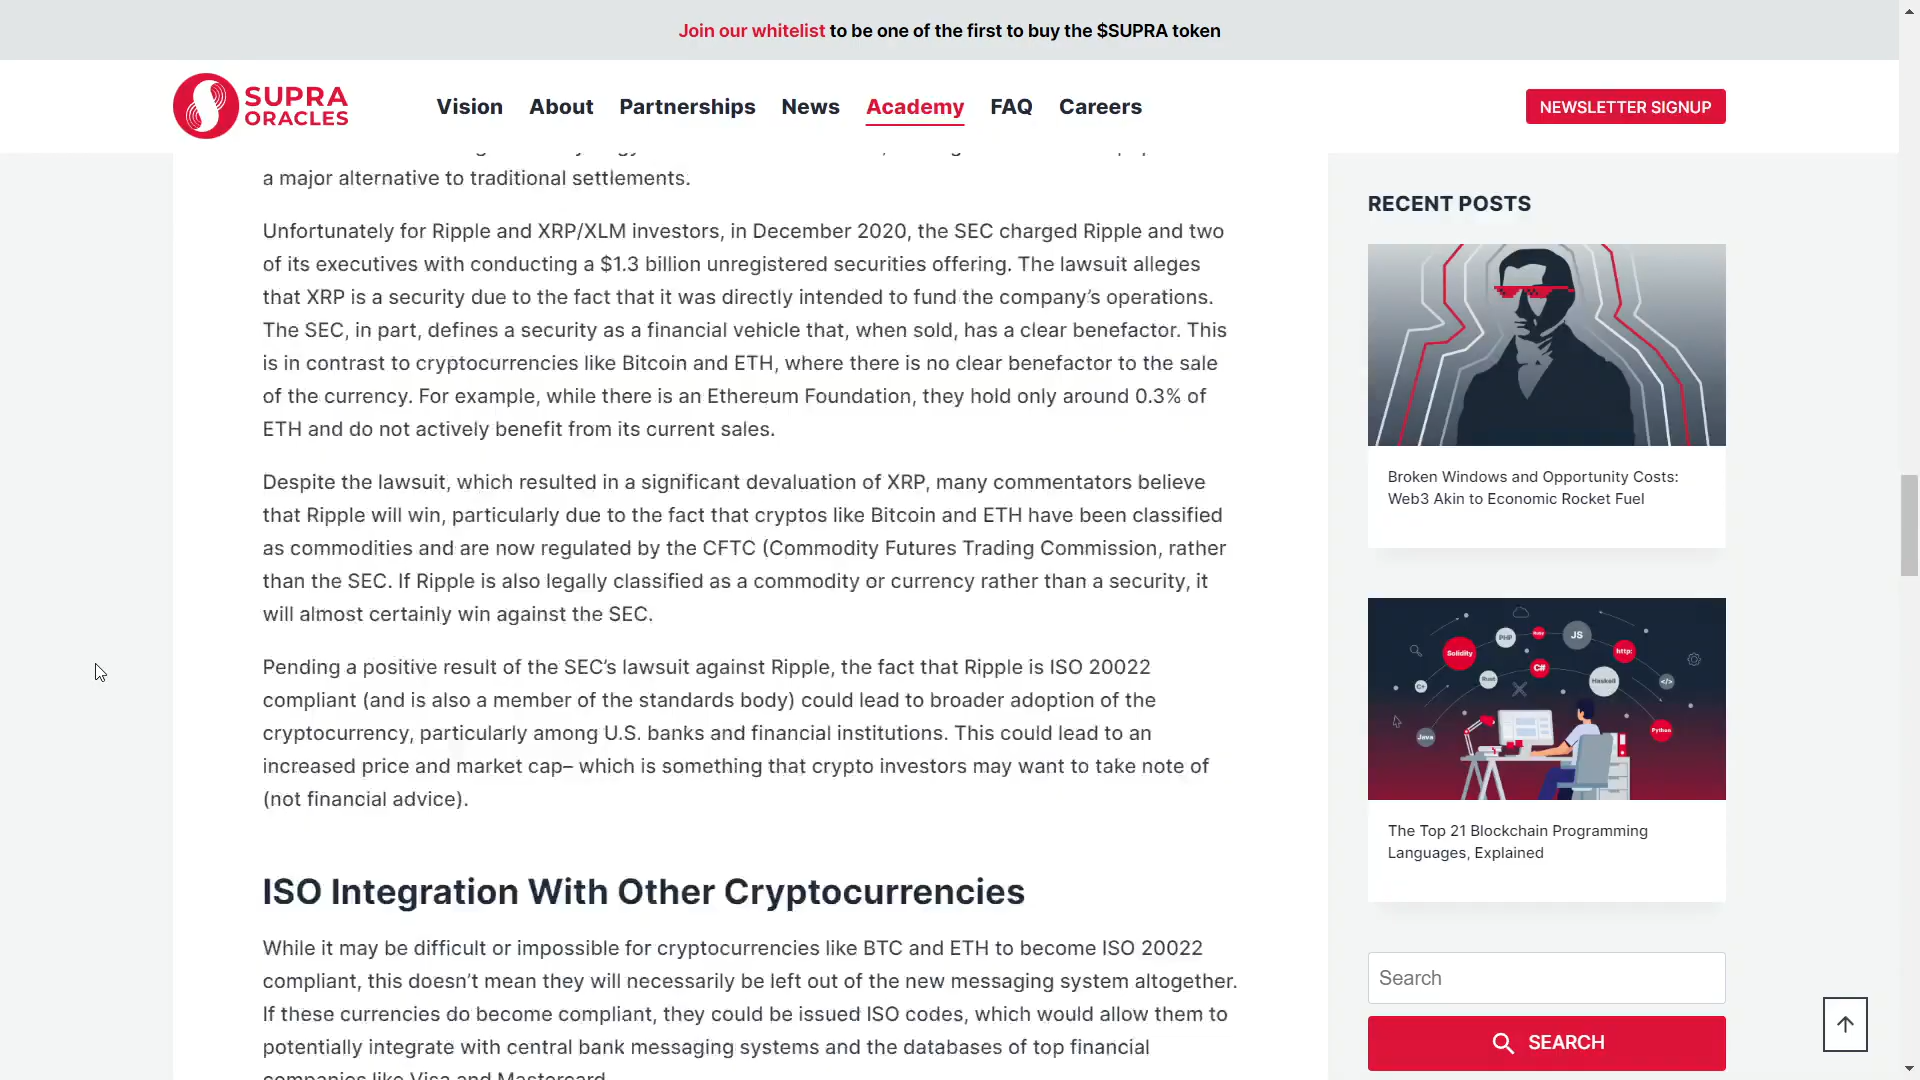 Join our whitelist to be one of the first to buy the $SUPRA token
SUPRA
ORACLES
Vision About Partnerships News Academy FAQ Careers
NEWSLETTER SIGNUP
a major alternative to traditional settlements.
Unfortunately for Ripple and XRP/XLM investors, in December 2020, the SEC charged Ripple and two
of its executives with conducting a $1.3 billion unregistered securities offering. The lawsuit alleges
that XRP is a security due to the fact that it was directly intended to fund the company’s operations.
The SEC, in part, defines a security as a financial vehicle that, when sold, has a clear benefactor. This
is in contrast to cryptocurrencies like Bitcoin and ETH, where there is no clear benefactor to the sale
of the currency. For example, while there is an Ethereum Foundation, they hold only around 0.3% of
ETH and do not actively benefit from its current sales.
Despite the lawsuit, which resulted in a significant devaluation of XRP, many commentators believe
that Ripple will win, particularly due to the fact that cryptos like Bitcoin and ETH have been classified
as commodities and are now regulated by the CFTC (Commodity Futures Trading Commission, rather
than the SEC. If Ripple is also legally classified as a commodity or currency rather than a security, it
will almost certainly win against the SEC.
Pending a positive result of the SEC’s lawsuit against Ripple, the fact that Ripple is ISO 20022
compliant (and is also a member of the standards body) could lead to broader adoption of the
cryptocurrency, particularly among U.S. banks and financial institutions. This could lead to an
increased price and market cap– which is something that crypto investors may want to take note of
(not financial advice).
ISO Integration With Other Cryptocurrencies
While it may be difficult or impossible for cryptocurrencies like BTC and ETH to become ISO 20022
compliant, this doesn’t mean they will necessarily be left out of the new messaging system altogether.
If these currencies do become compliant, they could be issued ISO codes, which would allow them to
potentially integrate with central bank messaging systems and the databases of top financial
companies like Visa and Mastercard.
RECENT POSTS
Broken Windows and Opportunity Costs:
Web3 Akin to Economic Rocket Fuel
PHP
JS
Solidity
http:
C#
Rust
Haskell
</>
C+
Java
Python
The Top 21 Blockchain Programming
Languages, Explained
Search
SEARCH